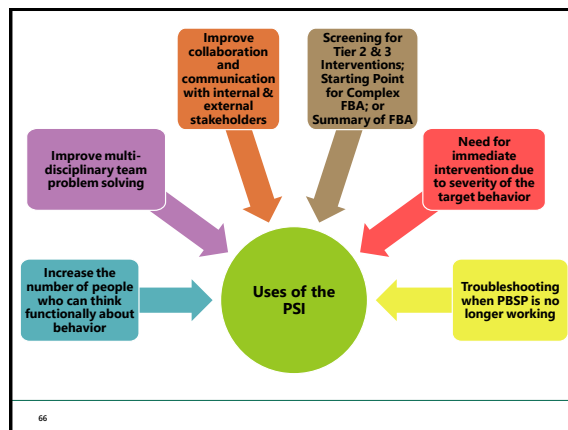 Improve
collaboration
and
communication
with internal &
external
stakeholders
Screening for
Tier 2 & 3
Interventions;
Starting Point
for Complex
FBA; or
Summary of FBA
Improve multi-
disciplinary team
problem solving
Need for
immediate
intervention due
to severity of the
target behavior
Increase the
number of people
who can think
functionally about
behavior
Uses of the
PSI
Troubleshooting
when PBSP is no
longer working
66